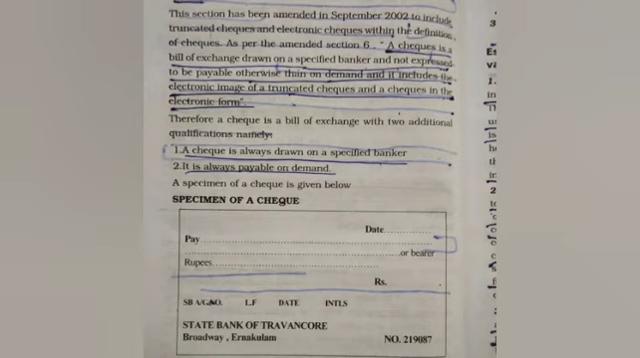 This section has been amended in September 2002 to include
truncated cheques and electronic cheques within the definition
of cheques. As per the amended section 6 . " A cheques is a
bill of exchange drawn on a specified banker and not expressed
to be payable otherwise than on demand and it includes the
electronic image of a truncated cheques and a cheques in the
electronic form".
Therefore a cheque is a bill of exchange with two additional
qualifications namely:
1.A cheque is always drawn on a specified banker
2.It is always payable on demand.
A specimen of a cheque is given below
SPECIMEN OF A CHEQUE
Date...............
Pay...............................................................
...............................................................or bearer
Rupees...............................................
Rs.
SB A/C.NO. L.F DATE INTLS
STATE BANK OF TRAVANCORE
Broadway , Ernakulam NO. 219087